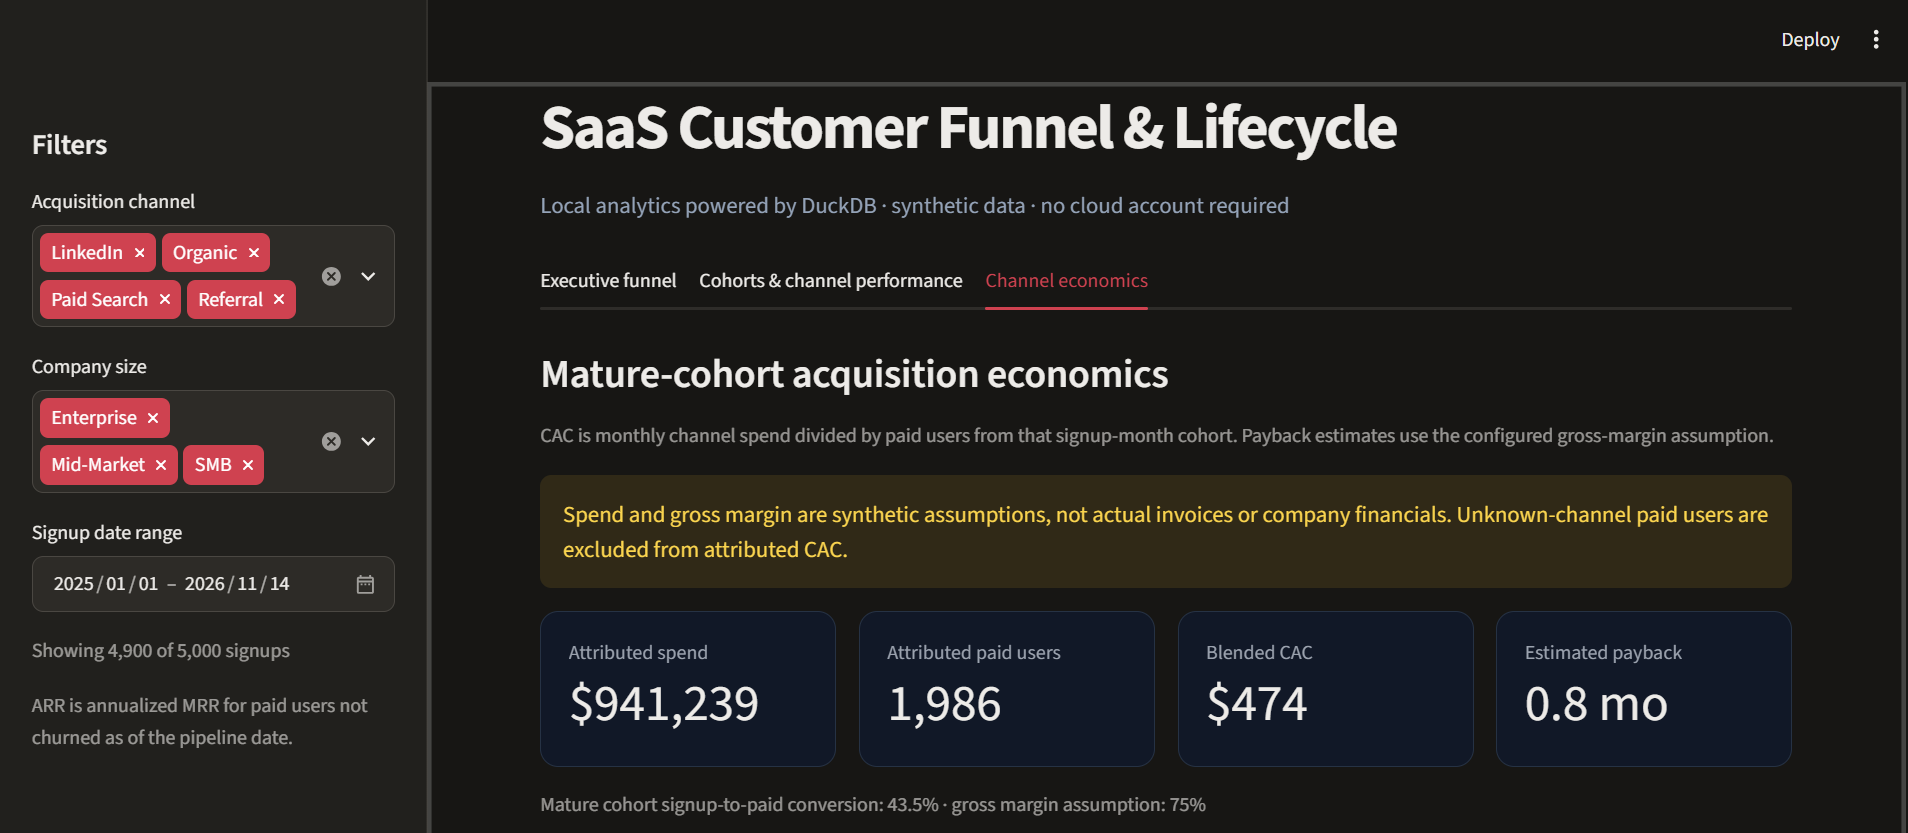 Deploy
Filters
Acquisition channel
LinkedIn × Organic ×
Paid Search × Referral ×
Company size
Enterprise ×
Mid-Market × SMB ×
Signup date range
2025/01/01 – 2026/11/14
Showing 4,900 of 5,000 signups
ARR is annualized MRR for paid users not
churned as of the pipeline date.
SaaS Customer Funnel & Lifecycle
Local analytics powered by DuckDB · synthetic data · no cloud account required
Executive funnel Cohorts & channel performance Channel economics
Mature-cohort acquisition economics
CAC is monthly channel spend divided by paid users from that signup-month cohort. Payback estimates use the configured gross-margin assumption.
Spend and gross margin are synthetic assumptions, not actual invoices or company financials. Unknown-channel paid users are
excluded from attributed CAC.
Attributed spend
$941,239
Attributed paid users
1,986
Blended CAC
$474
Estimated payback
0.8 mo
Mature cohort signup-to-paid conversion: 43.5% · gross margin assumption: 75%